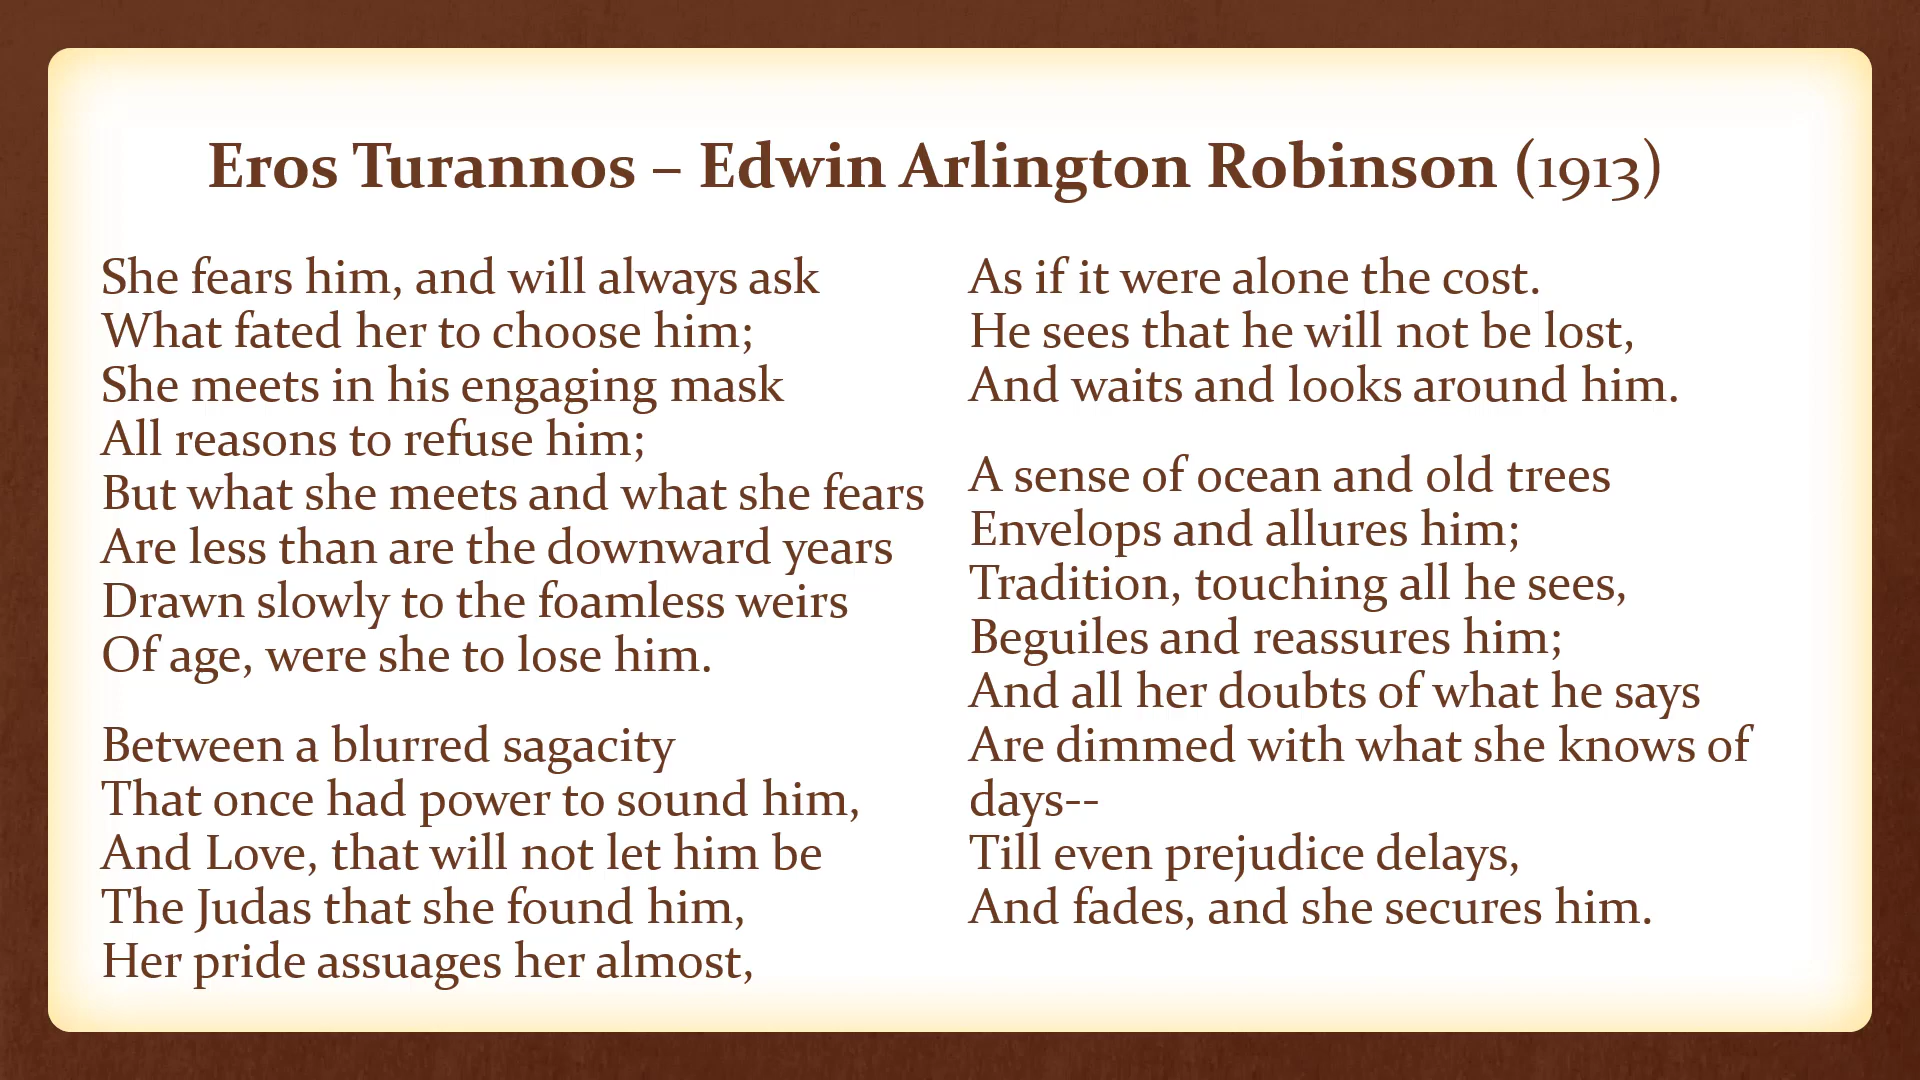 Eros Turannos – Edwin Arlington Robinson (1913)
She fears him, and will always ask
What fated her to choose him;
She meets in his engaging mask
All reasons to refuse him;
But what she meets and what she fears
Are less than are the downward years
Drawn slowly to the foamless weirs
Of age, were she to lose him.
Between a blurred sagacity
That once had power to sound him,
And Love, that will not let him be
The Judas that she found him,
Her pride assuages her almost,
As if it were alone the cost.
He sees that he will not be lost,
And waits and looks around him.
A sense of ocean and old trees
Envelops and allures him;
Tradition, touching all he sees,
Beguiles and reassures him;
And all her doubts of what he says
Are dimmed with what she knows of
days--
Till even prejudice delays,
And fades, and she secures him.